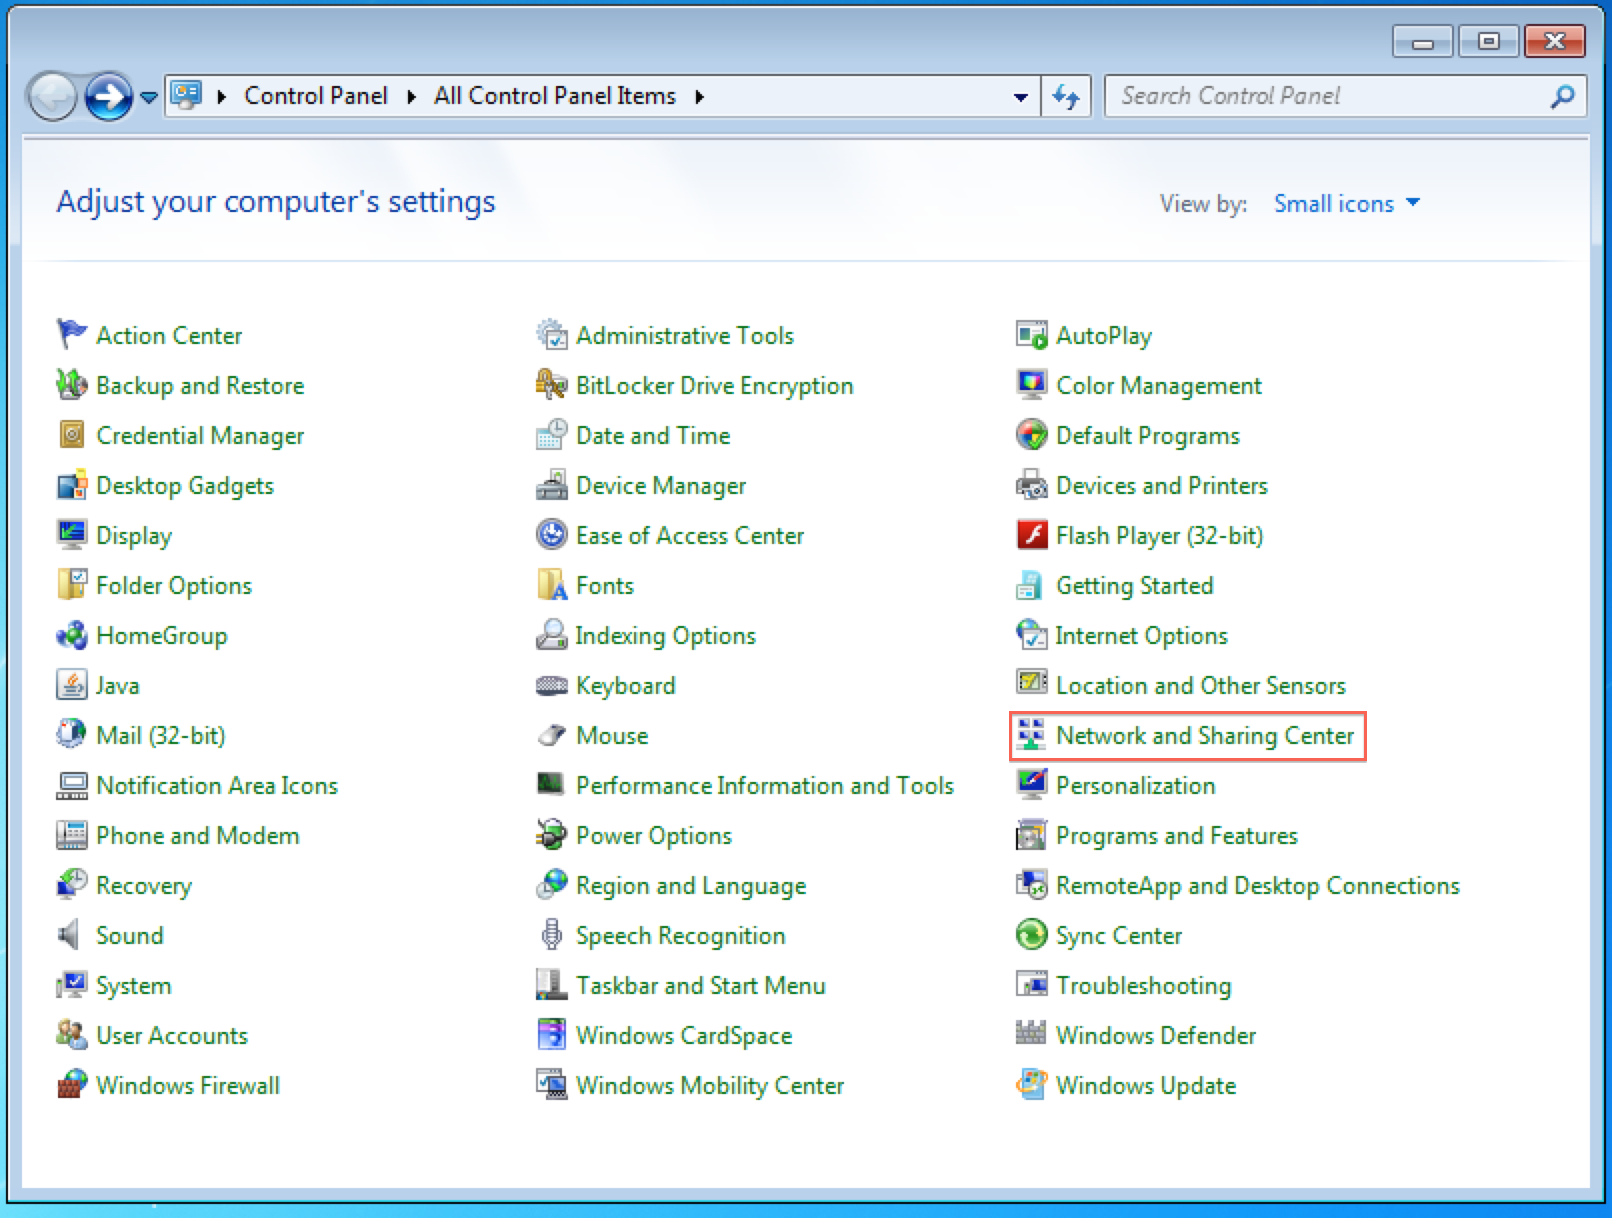 Control Panel
All Control Panel Items
Search Control Panel
Adjust your computer's settings
View by: Small icons
Action Center
Administrative Tools
AutoPlay
Backup and Restore
BitLocker Drive Encryption
Color Management
Credential Manager
Date and Time
Default Programs
Desktop Gadgets
Device Manager
Devices and Printers
Display
Ease of Access Center
Flash Player (32-bit)
Folder Options
Fonts
Getting Started
HomeGroup
Indexing Options
Internet Options
Java
Keyboard
Location and Other Sensors
Mail (32-bit)
Mouse
Network and Sharing Center
Notification Area Icons
Performance Information and Tools
Personalization
Phone and Modem
Power Options
Programs and Features
Recovery
Region and Language
RemoteApp and Desktop Connections
Sound
Speech Recognition
Sync Center
System
Taskbar and Start Menu
Troubleshooting
User Accounts
Windows CardSpace
Windows Defender
Windows Firewall
Windows Mobility Center
Windows Update